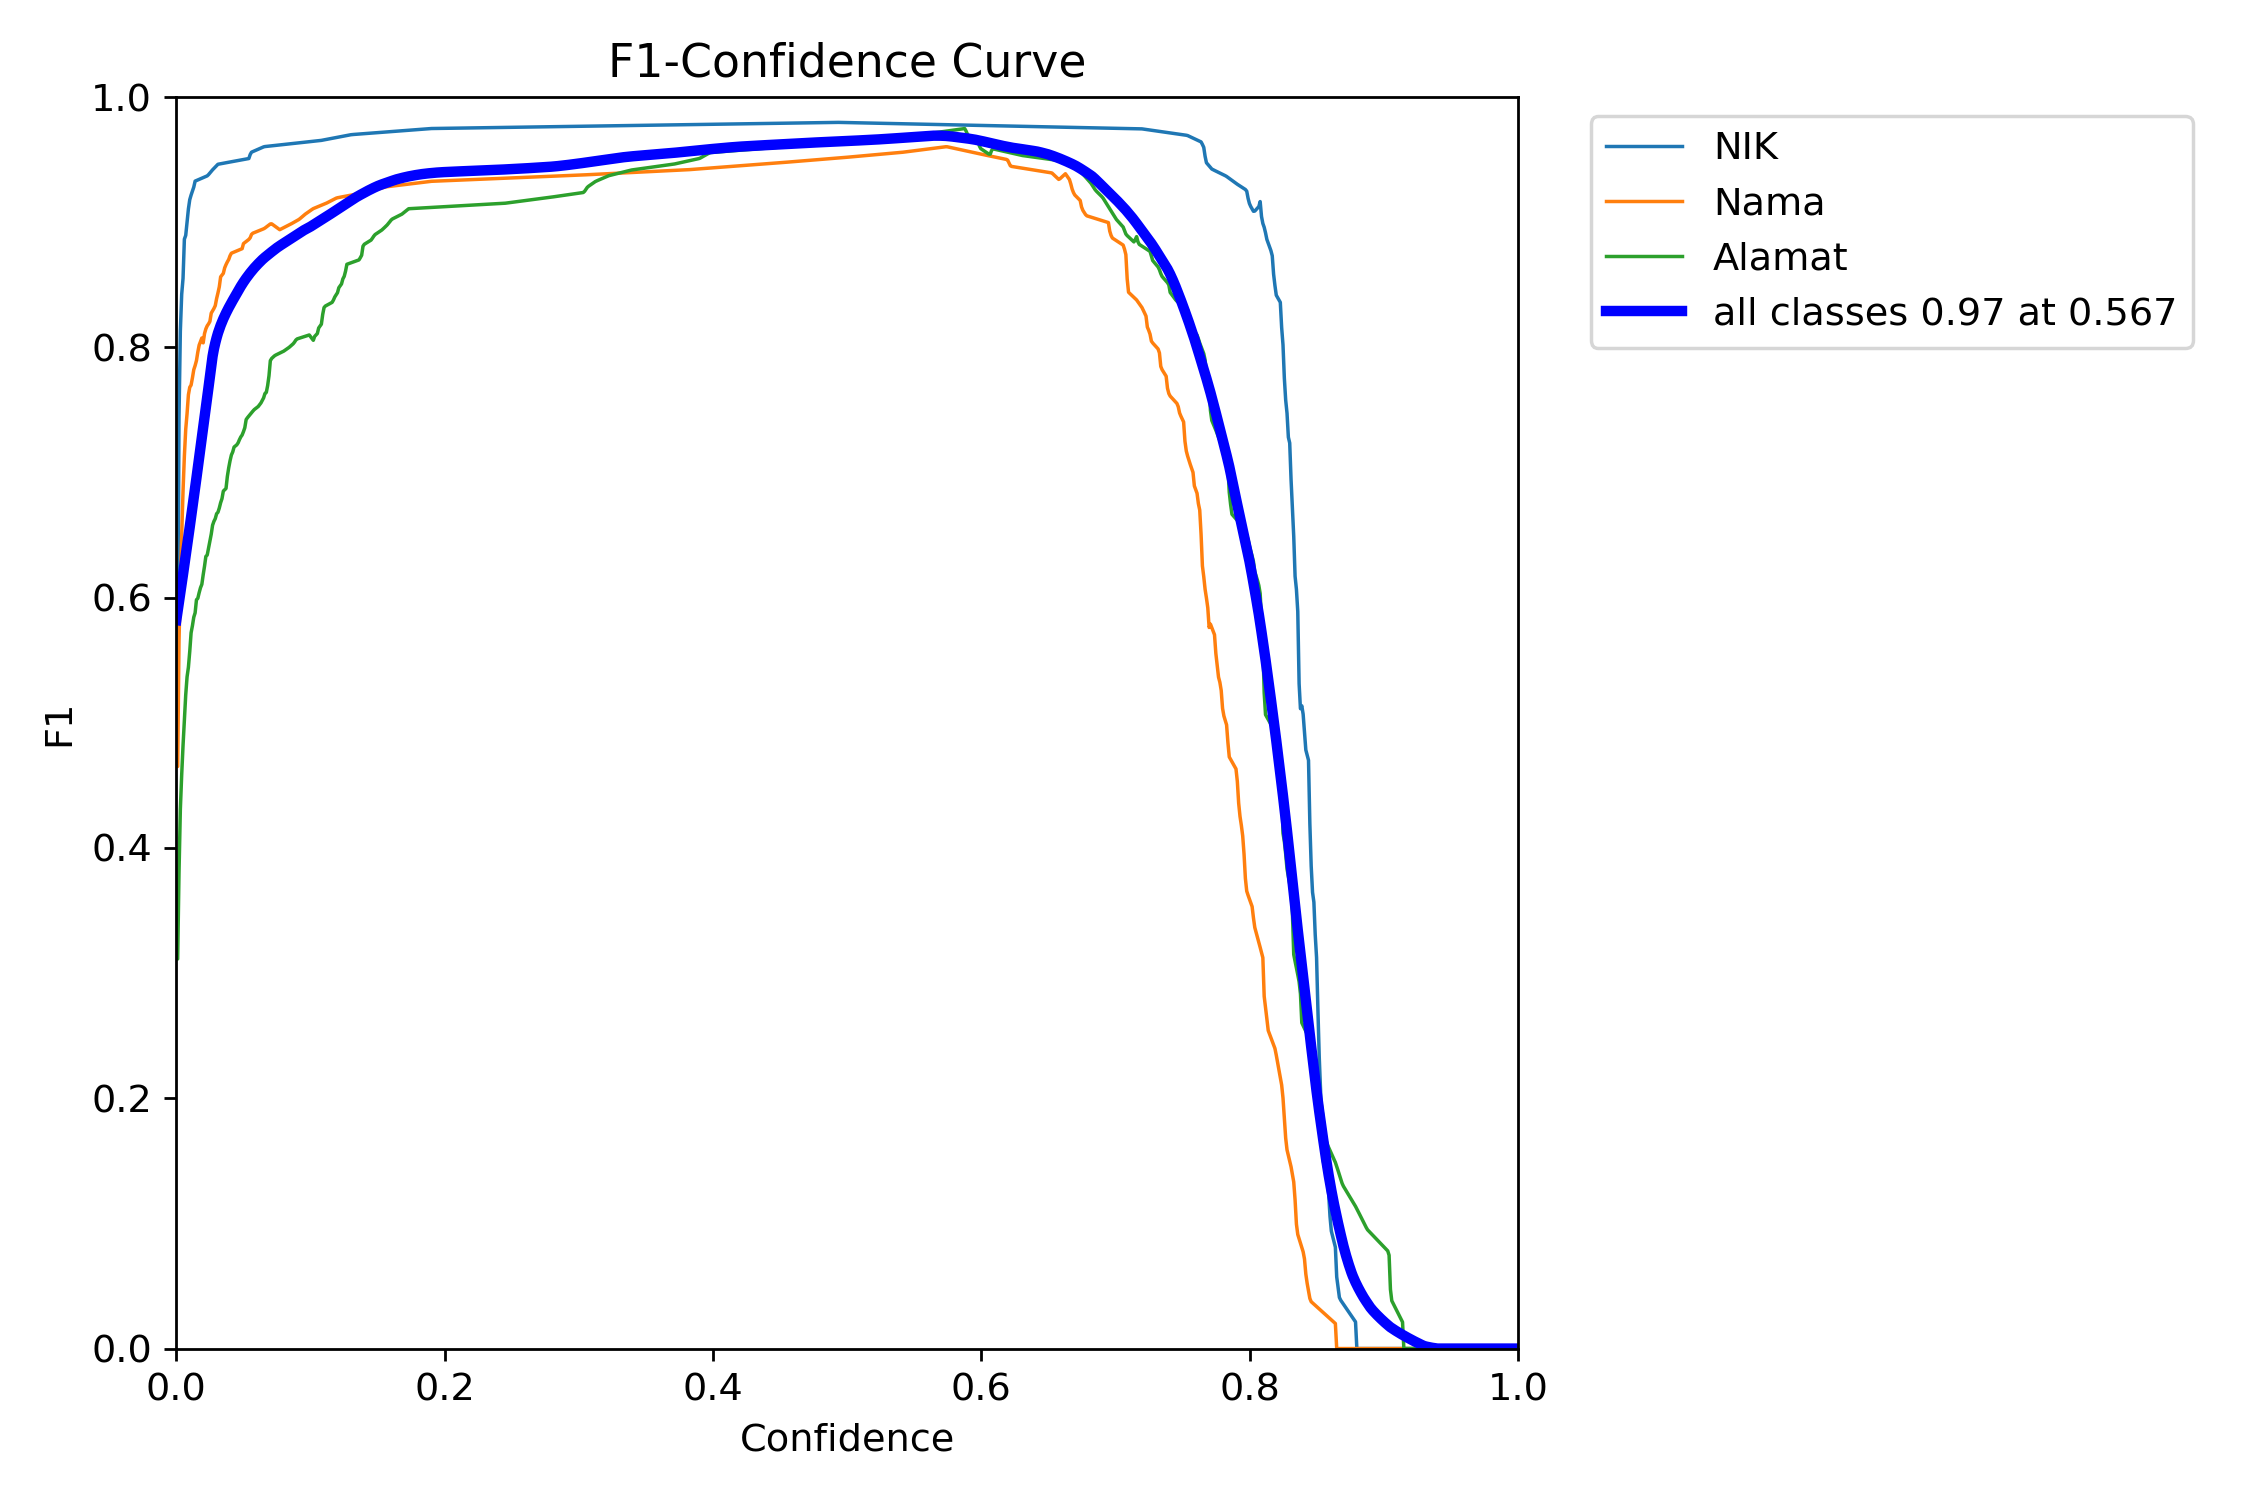 F1-Confidence Curve
1.0
0.8
0.6
0.4
0.2
0.0
F1
0.0 0.2 0.4 0.6 0.8 1.0
Confidence
NIK
Nama
Alamat
all classes 0.97 at 0.567